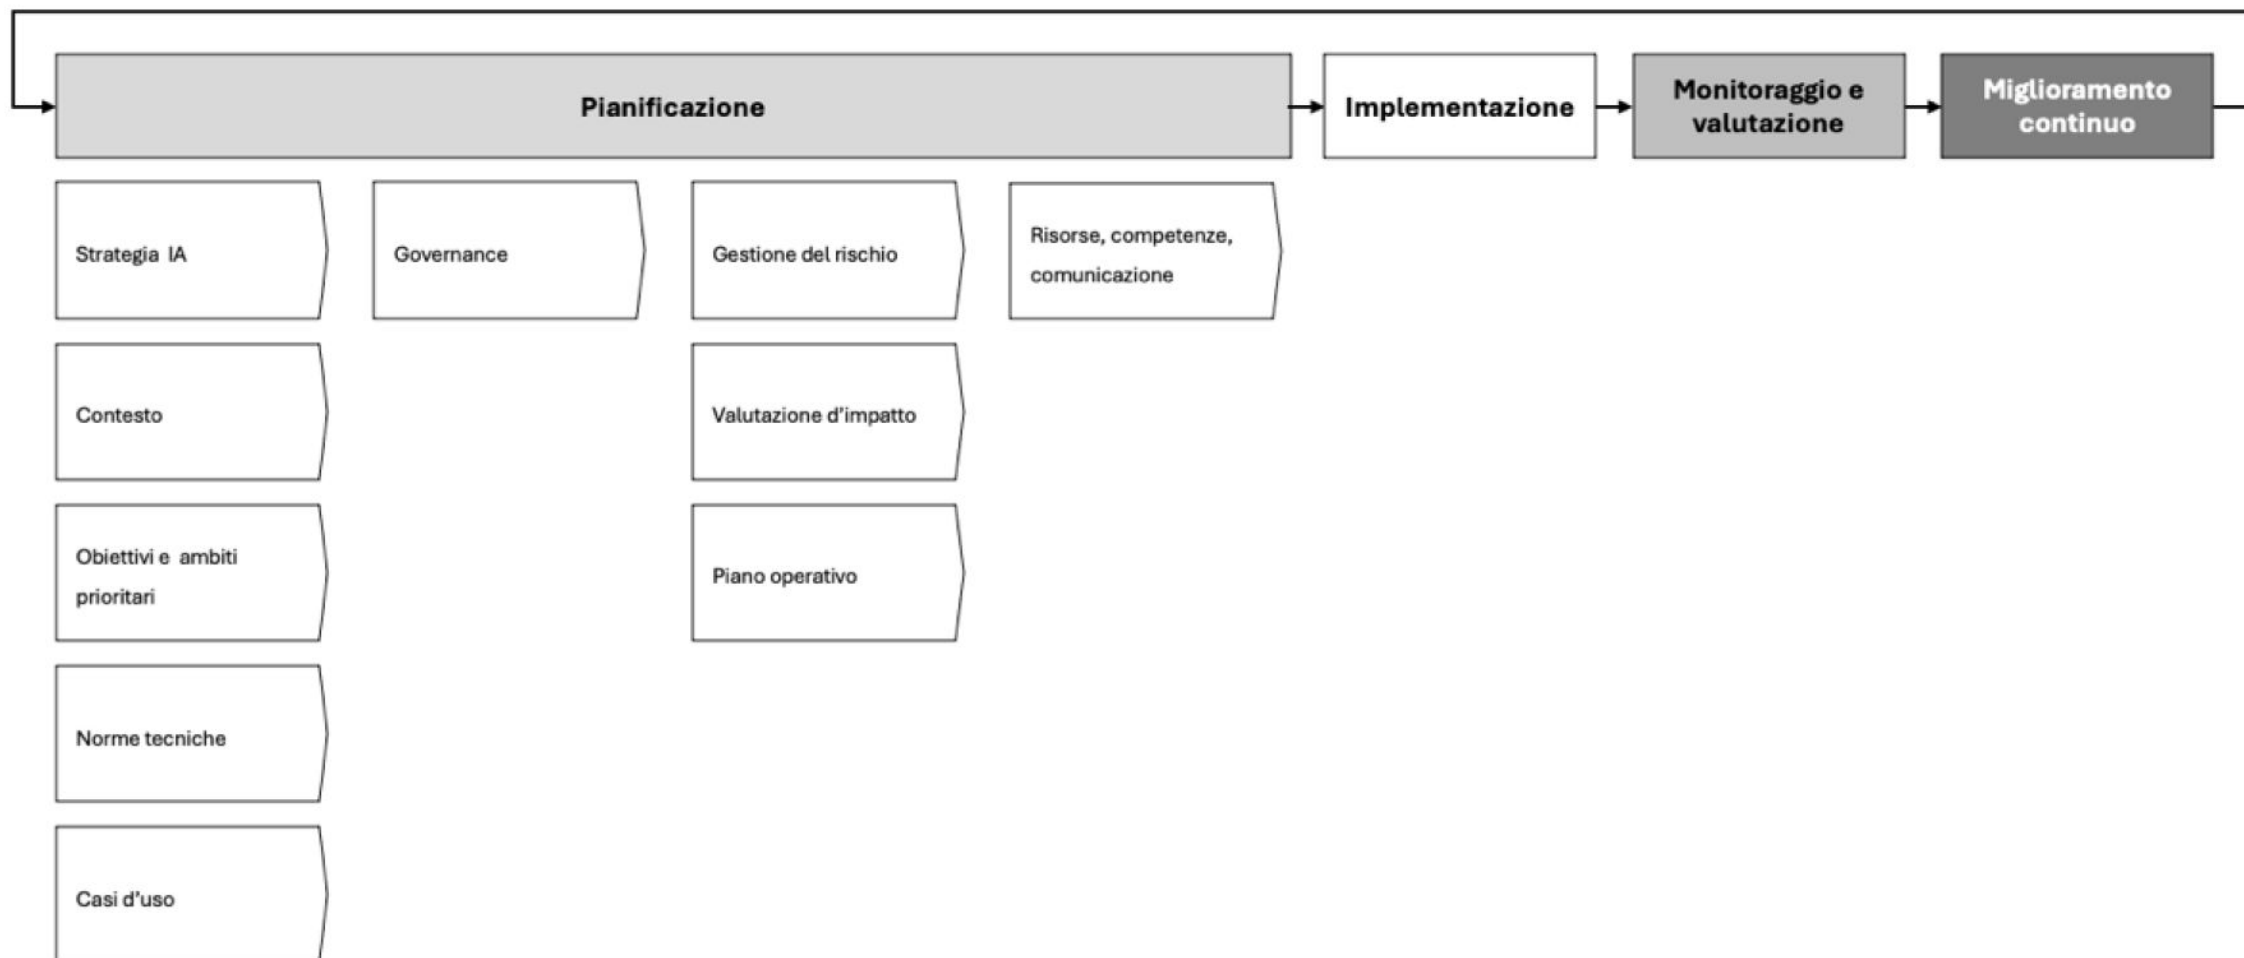 Pianificazione
Implementazione
Monitoraggio e
valutazione
Miglioramento
continuo
Strategia IA
Governance
Gestione del rischio
Risorse, competenze,
comunicazione
Contesto
Valutazione d'impatto
Obiettivi e ambiti
prioritari
Piano operativo
Norme tecniche
Casi d'uso